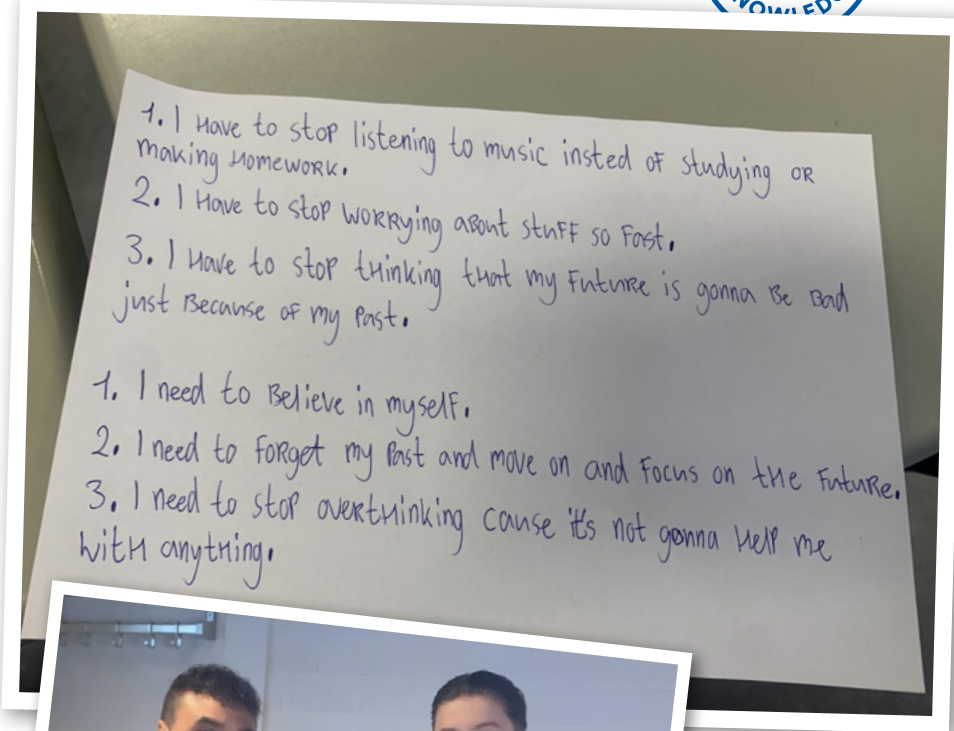 1. I Have to stop listening to music insted of studying or
making Homework.
2. I Have to stop worrying about stuff so fast.
3. I Have to stop thinking that my future is gonna be bad
just because of my past.
1. I need to believe in myself.
2. I need to forget my past and move on and focus on the future.
3. I need to stop overthinking cause it's not gonna help me
with anything.